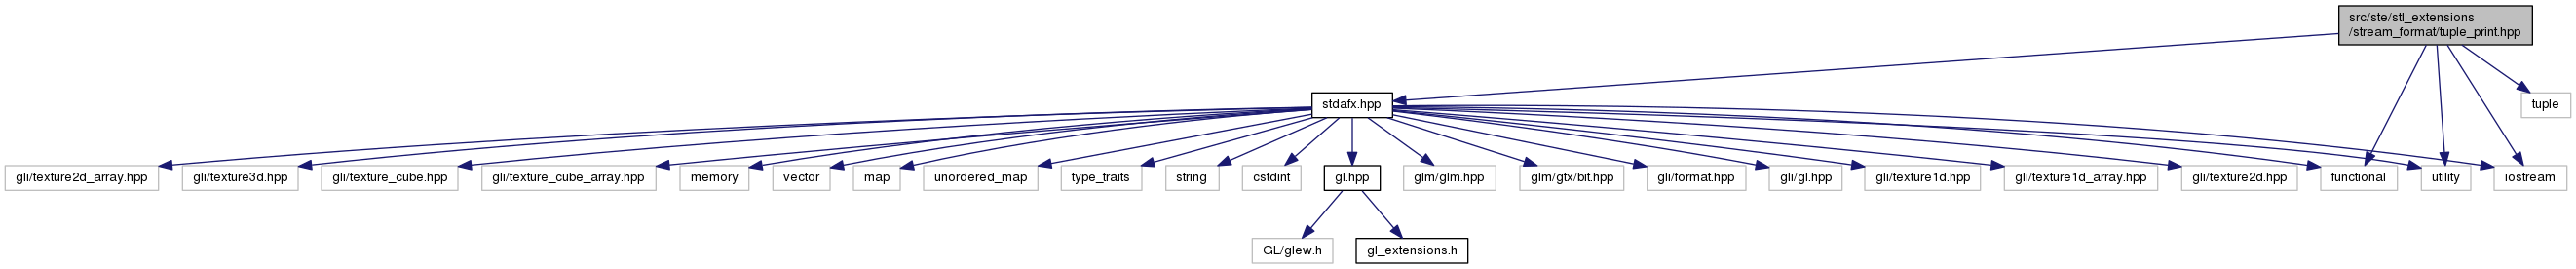 src/ste/stl_extensions
/stream_format/tuple_print.hpp
stdafx.hpp
tuple
gli/texture2d_array.hpp
gli/texture3d.hpp
gli/texture_cube.hpp
gli/texture_cube_array.hpp
memory
vector
map
unordered_map
type_traits
string
cstdint
gl.hpp
glm/glm.hpp
glm/gtx/bit.hpp
gli/format.hpp
gli/gl.hpp
gli/texture1d.hpp
gli/texture1d_array.hpp
gli/texture2d.hpp
functional
utility
iostream
GL/glew.h
gl_extensions.h